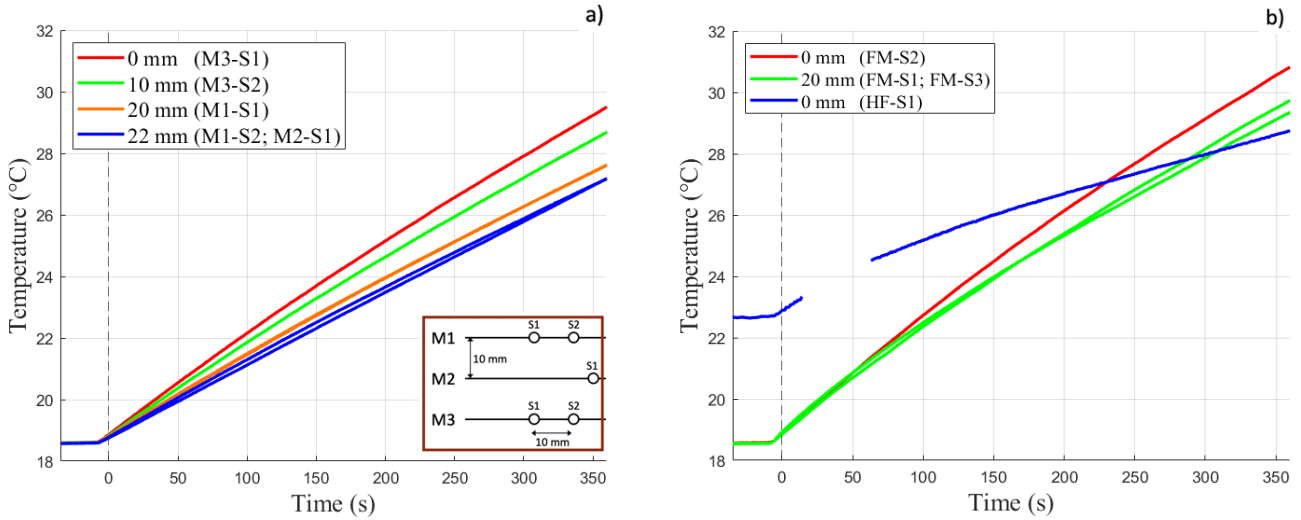 a)
32
30
28
26
24
22
20
18
Temperature (°C)
0 mm (M3-S1)
10 mm (M3-S2)
20 mm (M1-S1)
22 mm (M1-S2; M2-S1)
S1 S2
M1
10 mm
S1
M2
S1 S2
M3
10 mm
0 50 100 150 200 250 300 350
Time (s)
b)
32
30
28
26
24
22
20
18
Temperature (°C)
0 mm (FM-S2)
20 mm (FM-S1; FM-S3)
0 mm (HF-S1)
0 50 100 150 200 250 300 350
Time (s)